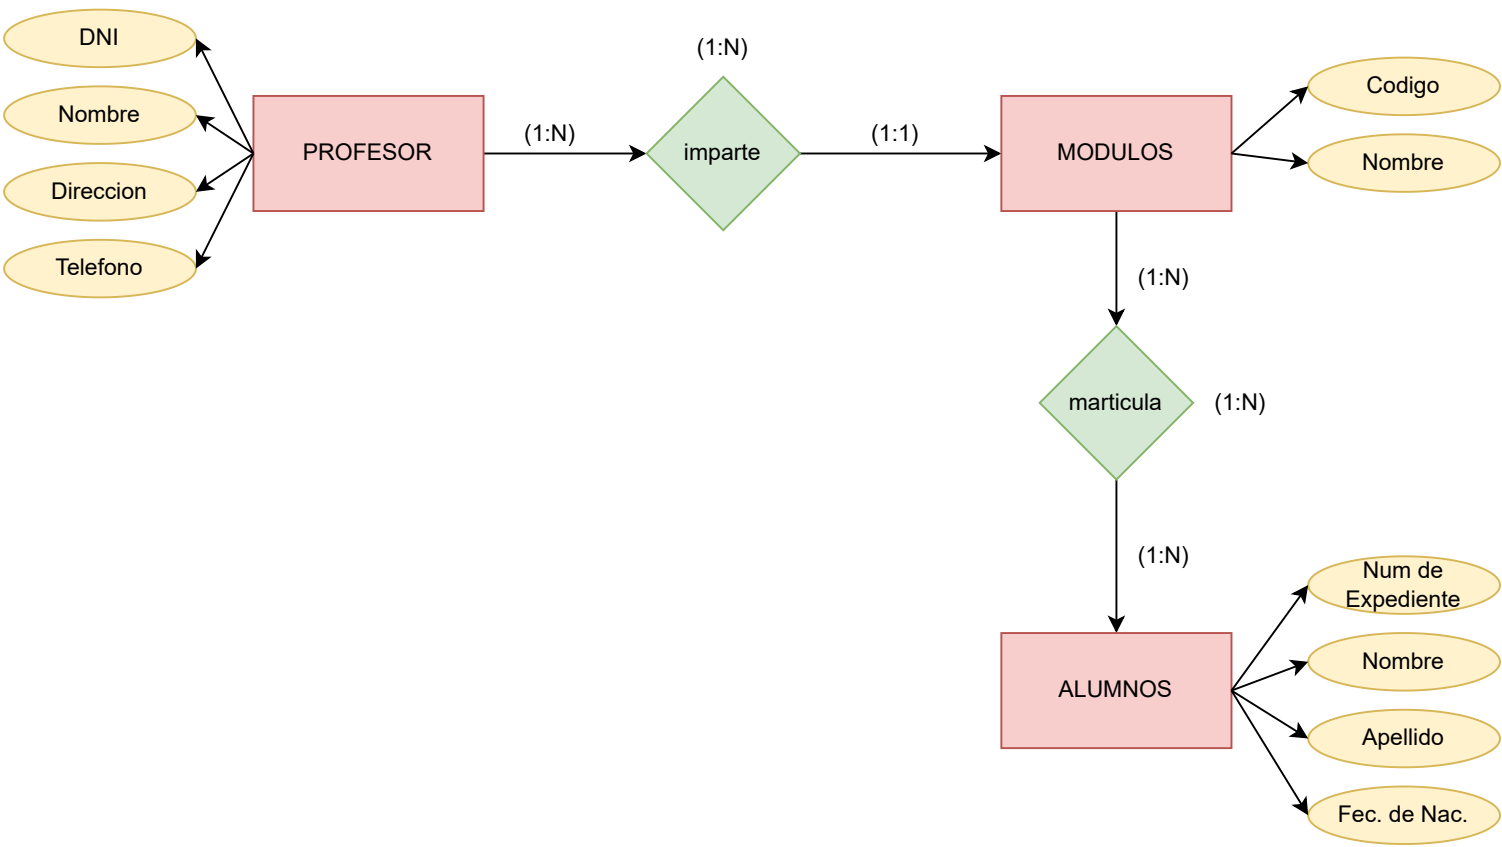 DNI
Nombre
Direccion
Telefono
PROFESOR
(1:N)
(1:N)
imparte
(1:1)
MODULOS
Codigo
Nombre
(1:N)
marticula
(1:N)
(1:N)
ALUMNOS
Num de
Expediente
Nombre
Apellido
Fec. de Nac.